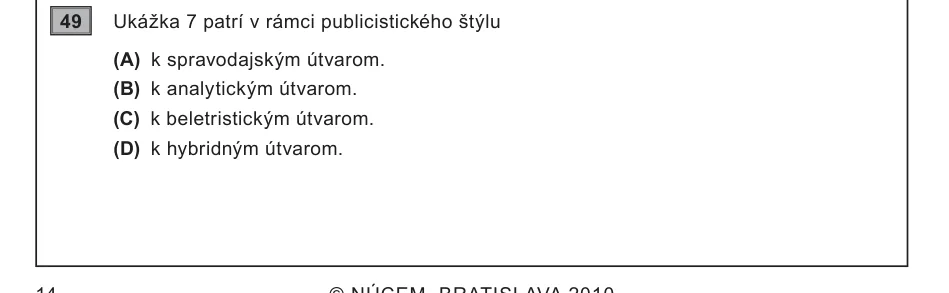 49 Ukážka 7 patrí v rámci publicistického štýlu
(A) k spravodajským útvarom.
(B) k analytickým útvarom.
(C) k beletristickým útvarom.
(D) k hybridným útvarom.
14 © NÚCEM, BRATISLAVA 2010